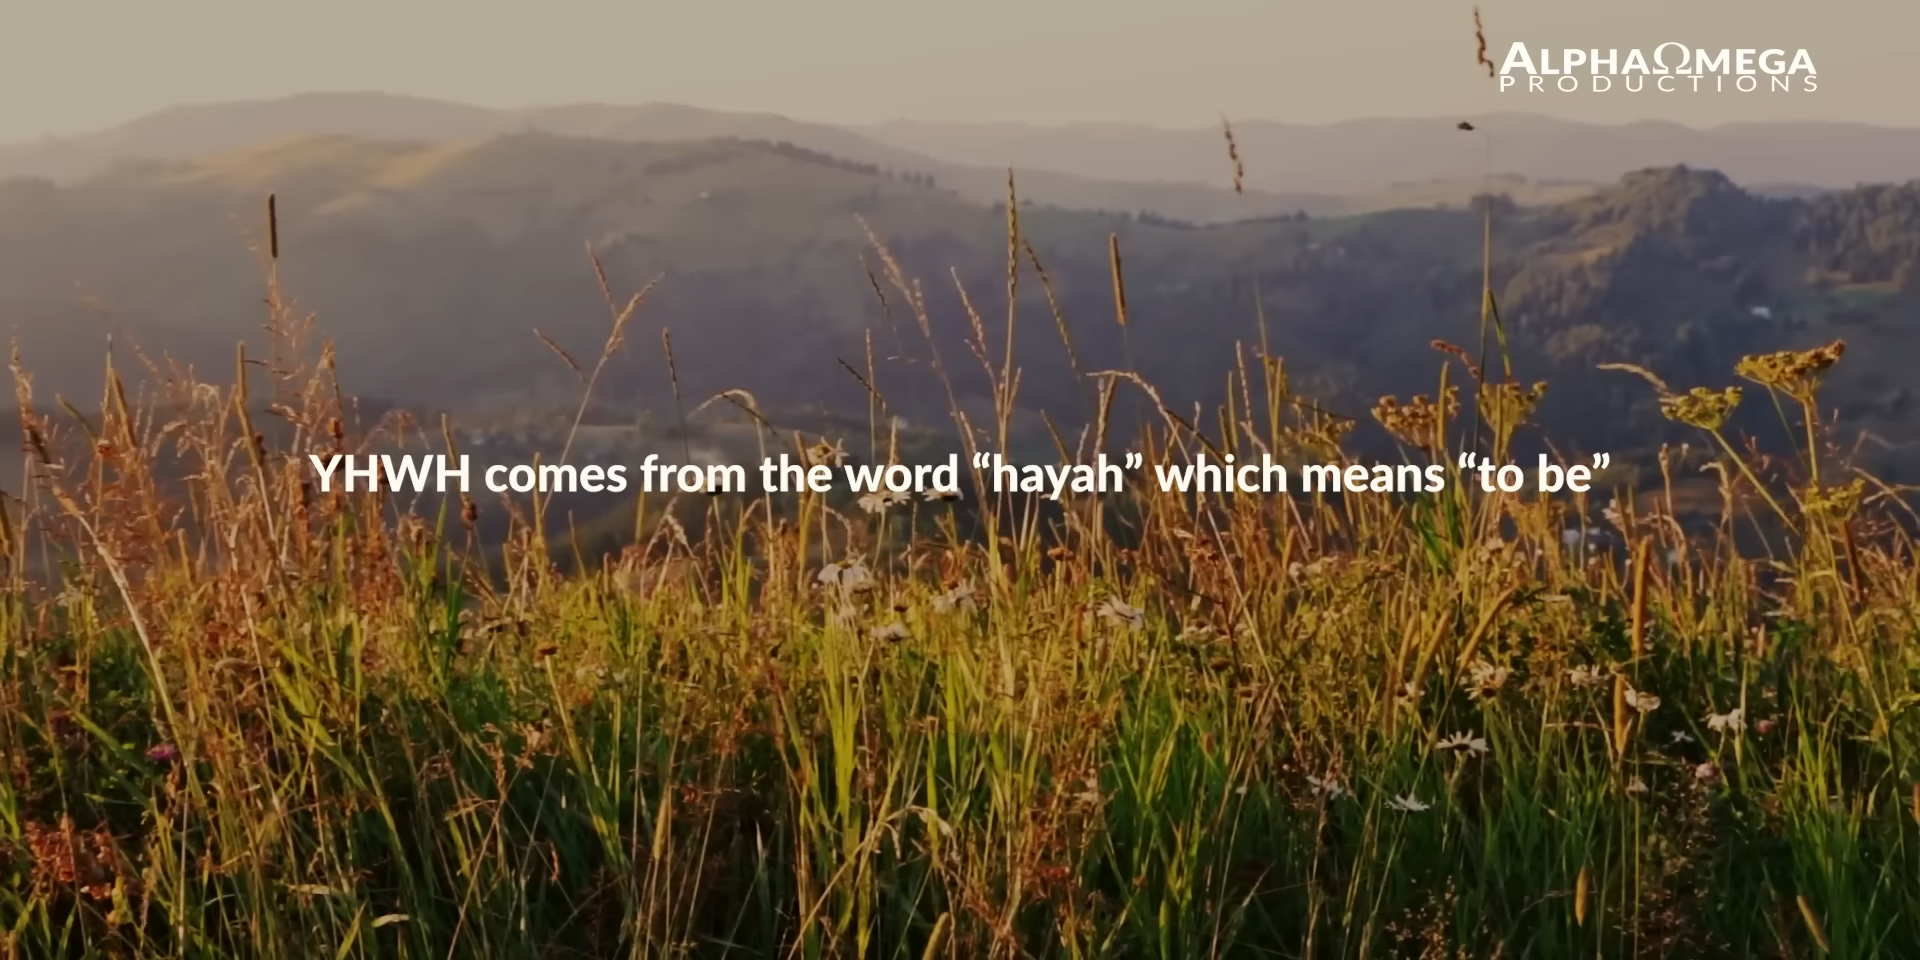 AlphaΩmega
PRODUCTIONS
YHWH comes from the word “hayah” which means “to be”